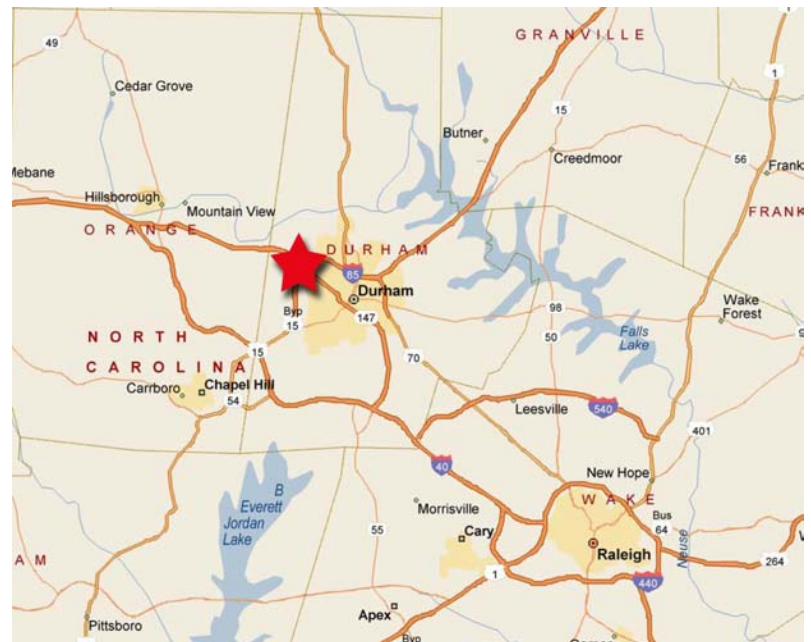 GRANVILLE
49
1
Cedar Grove
15
Butner
Creedmoor
56
Mebane
Hillsborough
Mountain View
FRANK
ORANGE
DURHAM
85
Durham
Byp
15
147
98
50
Wake
Forest
Falls
Lake
NORTH
CAROLINA
15
70
Chapel Hill
Carrboro
54
Leesville
540
401
40
New Hope
WAKE
B
Everett
Jordan
Lake
Morrisville
Bus
64
55
Cary
Raleigh
Neuse
264
1
440
AM
Apex
Pittsboro
Byp